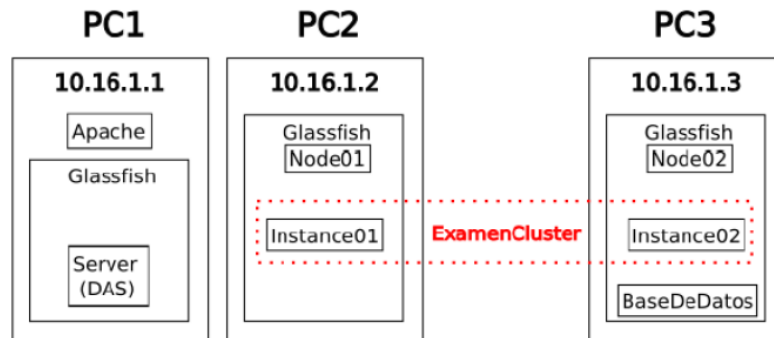 PC1
10.16.1.1
Apache
Glassfish
Server
(DAS)
PC2
10.16.1.2
Glassfish
Node01
Instance01
ExamenCluster
PC3
10.16.1.3
Glassfish
Node02
Instance02
BaseDeDatos